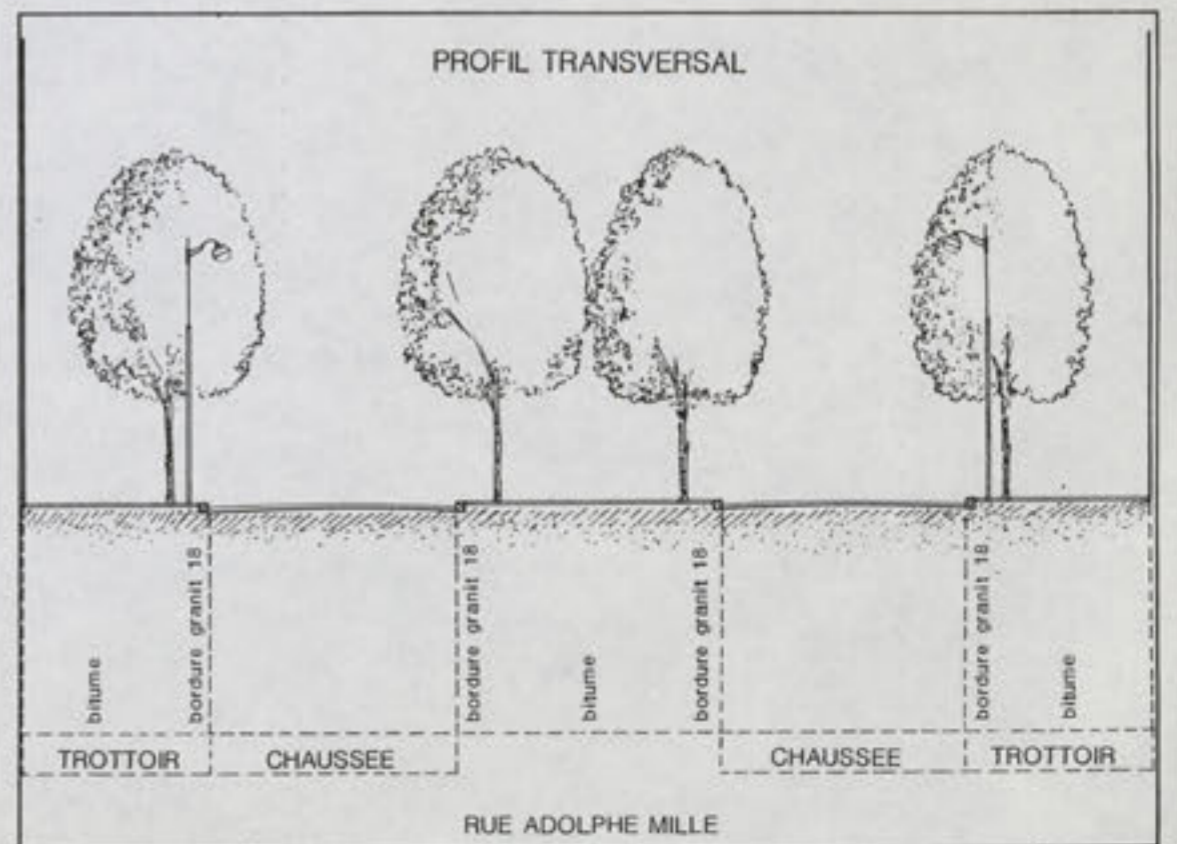 PROFIL TRANSVERSAL
bitume
bordure granit 18
bordure granit 18
bitume
bordure granit 18
bordure granit 18
bitume
TROTTOIR
CHAUSSEE
CHAUSSEE
TROTTOIR
RUE ADOLPHE MILLE